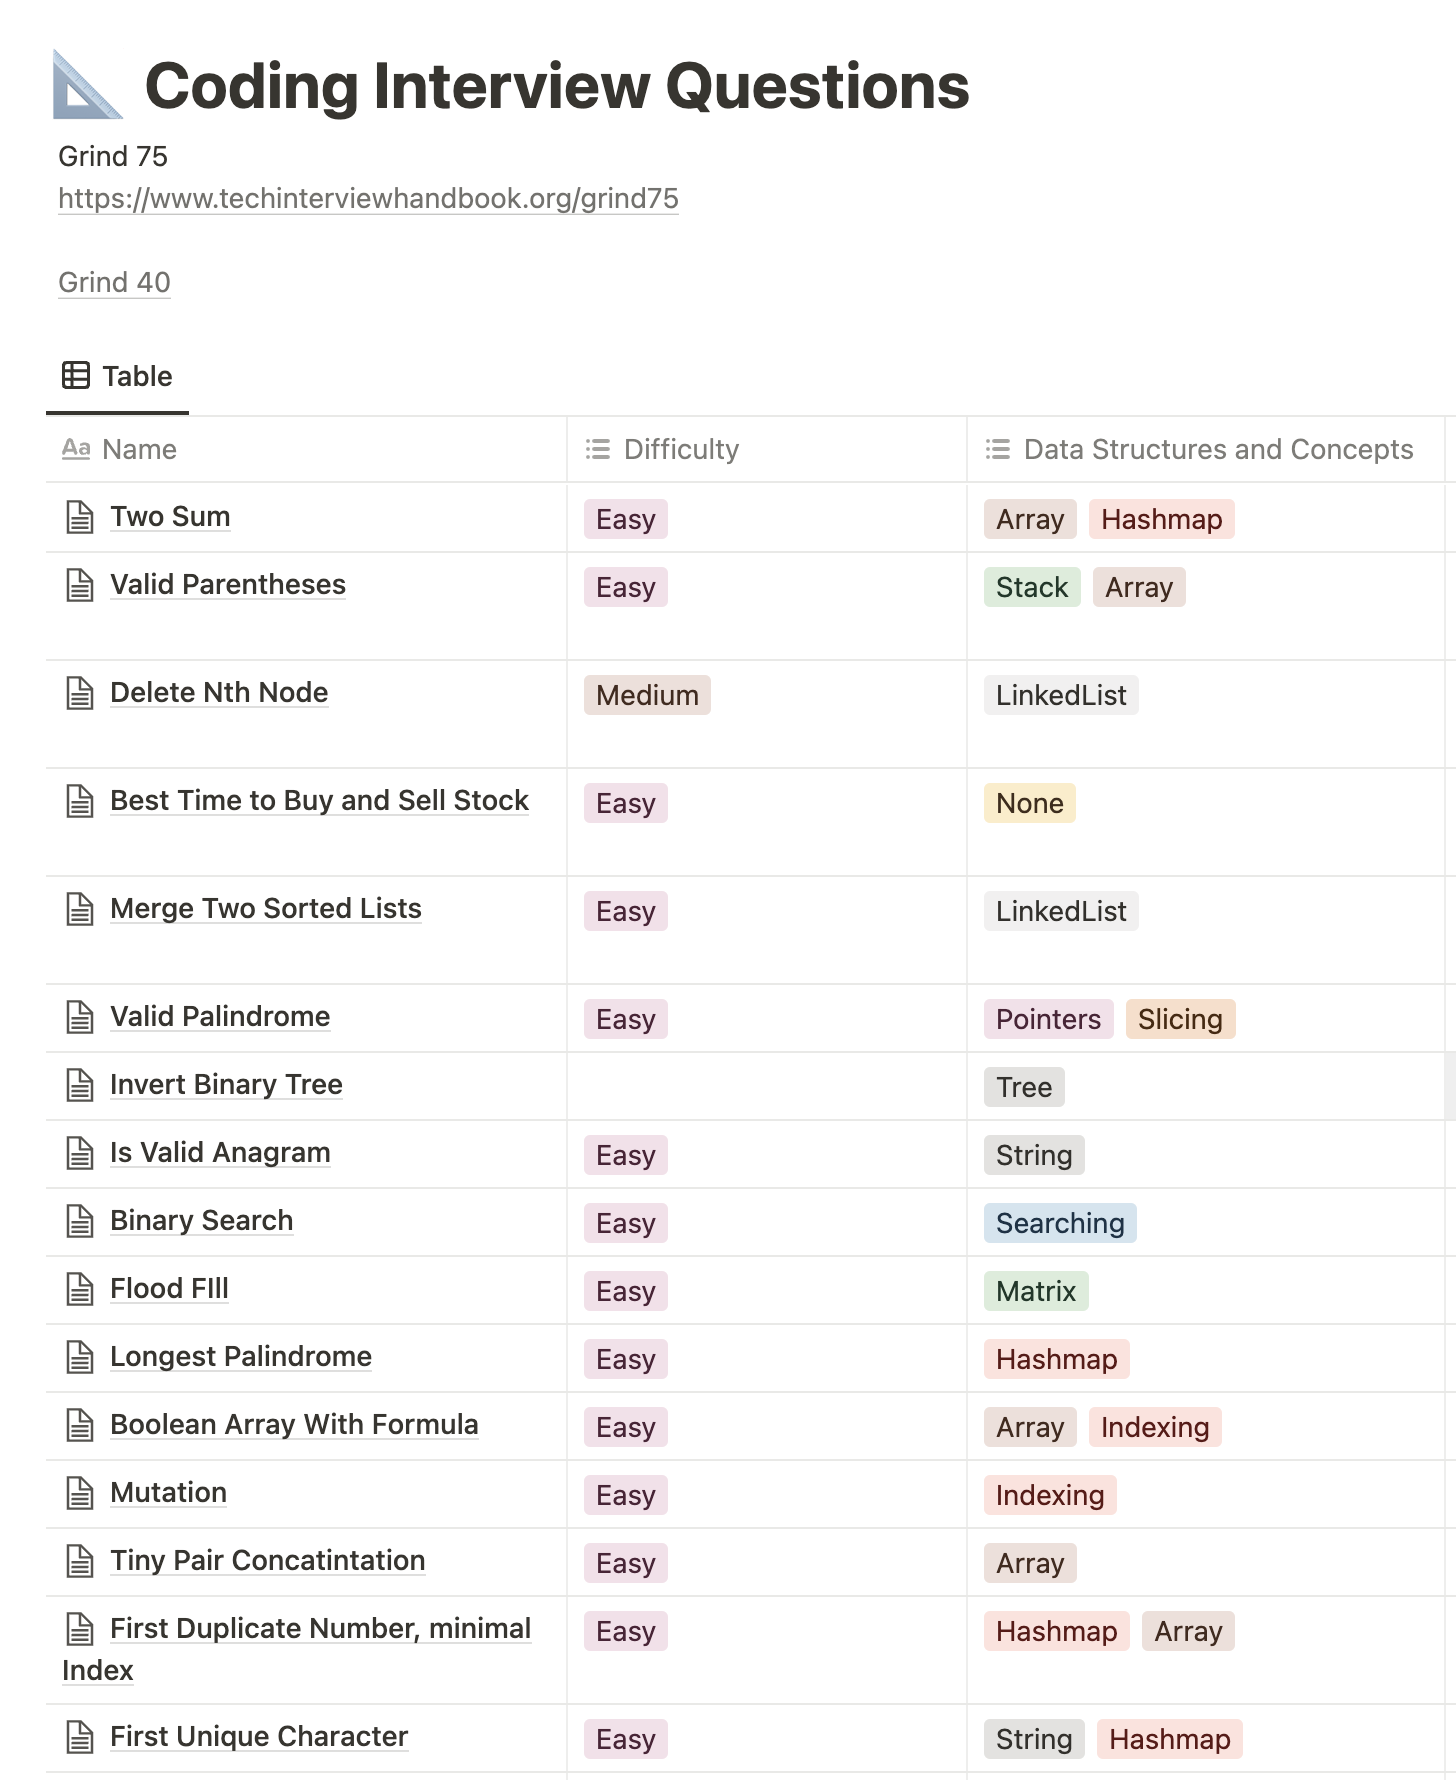 Coding Interview Questions
Grind 75
https://www.techinterviewhandbook.org/grind75
Grind 40
Table
Aa Name Difficulty Data Structures and Concepts
Two Sum Easy Array Hashmap
Valid Parentheses Easy Stack Array
Delete Nth Node Medium LinkedList
Best Time to Buy and Sell Stock Easy None
Merge Two Sorted Lists Easy LinkedList
Valid Palindrome Easy Pointers Slicing
Invert Binary Tree Tree
Is Valid Anagram Easy String
Binary Search Easy Searching
Flood FIll Easy Matrix
Longest Palindrome Easy Hashmap
Boolean Array With Formula Easy Array Indexing
Mutation Easy Indexing
Tiny Pair Concatintation Easy Array
First Duplicate Number, minimal Easy Hashmap Array
Index
First Unique Character Easy String Hashmap